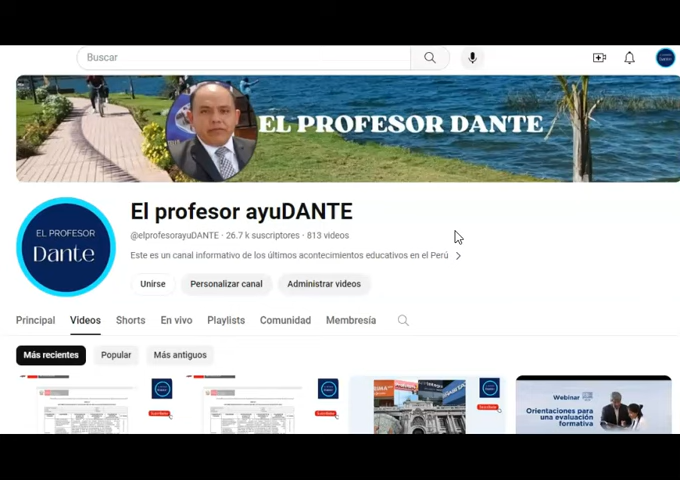 Buscar
EL PROFESOR DANTE
EL PROFESOR
Dante
El profesor ayuDANTE
@elprofesorayuDANTE · 26.7 k suscriptores · 813 videos
Este es un canal informativo de los últimos acontecimientos educativos en el Perú
Unirse
Personalizar canal
Administrar videos
Principal
Videos
Shorts
En vivo
Playlists
Comunidad
Membresía
Más recientes
Popular
Más antiguos
Webinar
Orientaciones para
una evaluación
formativa